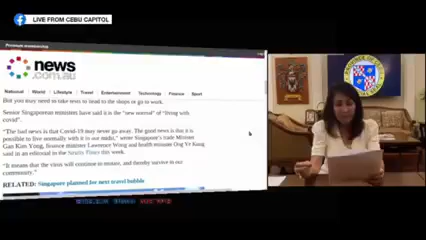 LIVE FROM CEBU CAPITOL
news
.com.au
National World Lifestyle Travel Entertainment Technology Finance Sport
But you may need to take tests to head to the shops or go to work.
Senior Singaporean ministers have said it is the "new normal" of "living with
covid".
"The bad news is that Covid-19 may never go away. The good news is that it is
possible to live normally with it in our midst," wrote Singapore's trade Minister
Gan Kim Yong, finance minister Lawrence Wong and health minister Ong Ye Kung
said in an editorial in the Straits Times this week.
"It means that the virus will continue to mutate, and thereby survive in our
community."
RELATED: Singapore planned for next travel bubble